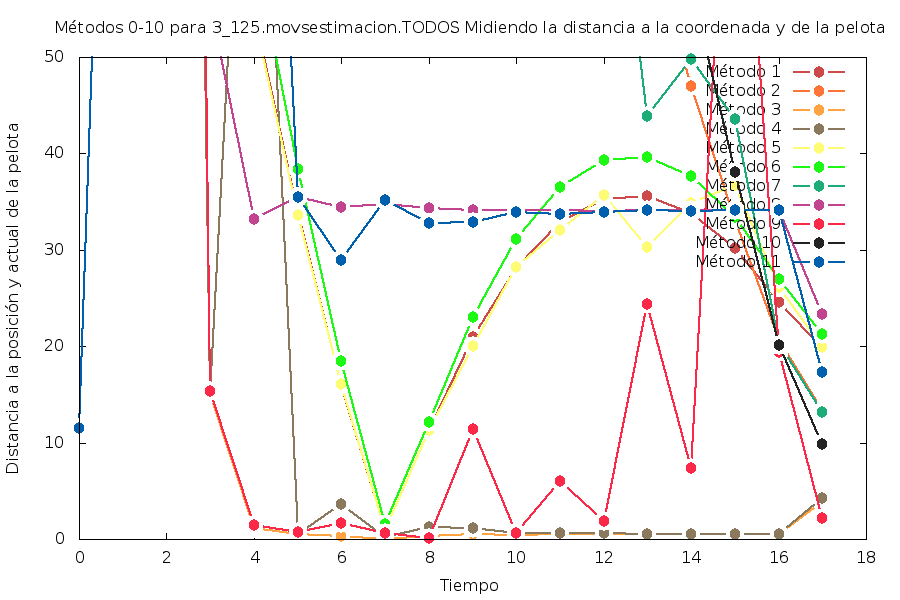 Métodos 0-10 para 3_125.movsestimacion.TODOS Midiendo la distancia a la coordenada y de la pelota
50
40
30
20
10
0
Distancia a la posición y actual de la pelota
Método 1
Método 2
Método 3
Método 4
Método 5
Método 6
Método 7
Método
Método 9
Método 10
Método 11
0 2 4 6 8 10 12 14 16 18
Tiempo